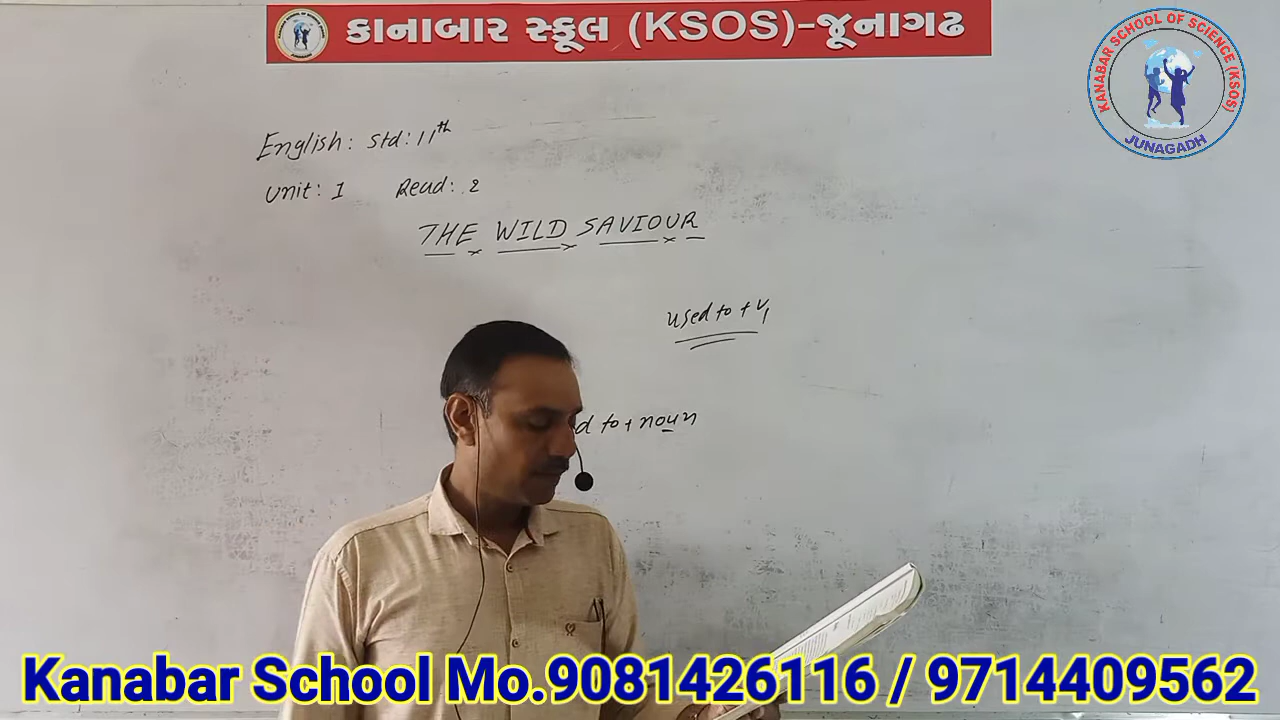 કાનાબાર સ્કૂલ (KSOS)-જૂનાગઢ
KANABAR SCHOOL OF SCIENCE (KSOS)
JUNAGADH
English: Std: 11th
Unit: 1 Read: 2
THE WILD SAVIOUR
used to + V1
d to + noun
Kanabar School Mo.9081426116 / 9714409562